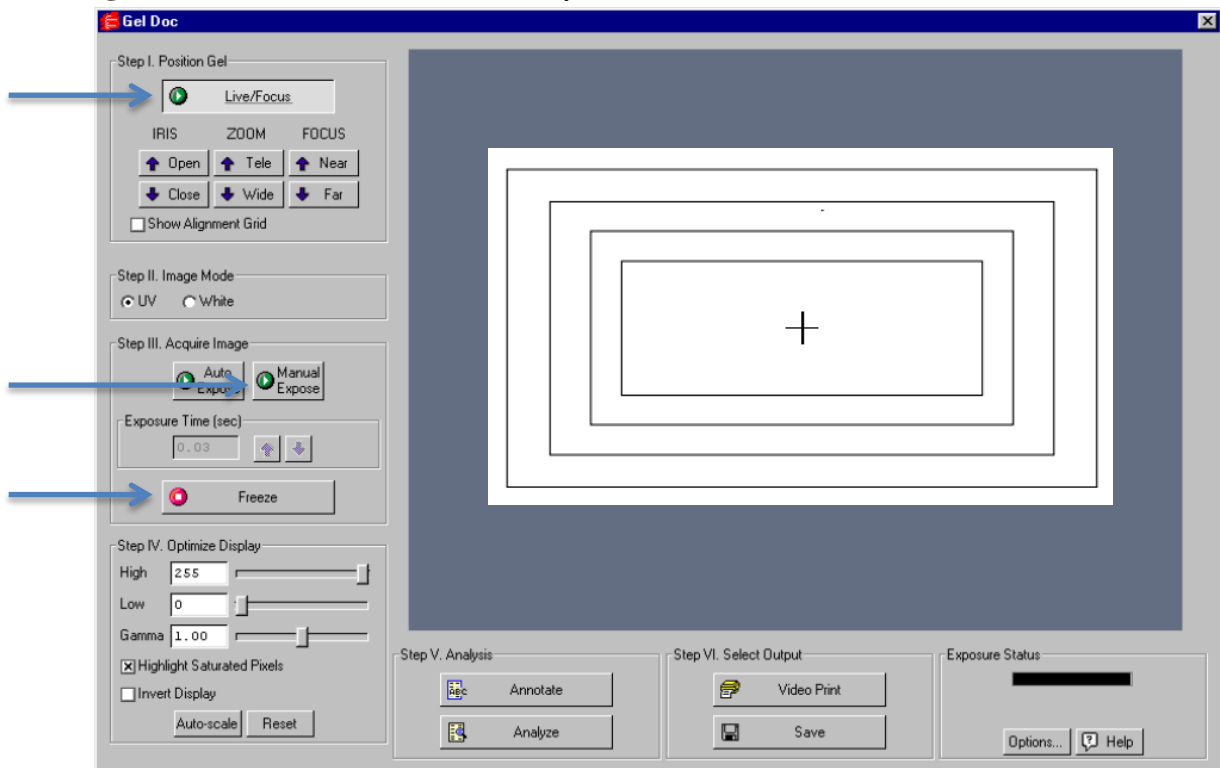 Gel Doc
Step I. Position Gel
Live/Focus
IRIS ZOOM FOCUS
Open Tele Near
Close Wide Far
Show Alignment Grid
Step II. Image Mode
UV White
Step III. Acquire Image
Auto Expose
Manual Expose
Exposure Time (sec)
0.03
Freeze
Step IV. Optimize Display
High 255
Low 0
Gamma 1.00
Highlight Saturated Pixels
Invert Display
Auto-scale Reset
Step V. Analysis
Annotate
Analyze
Step VI. Select Output
Video Print
Save
Exposure Status
Options... Help